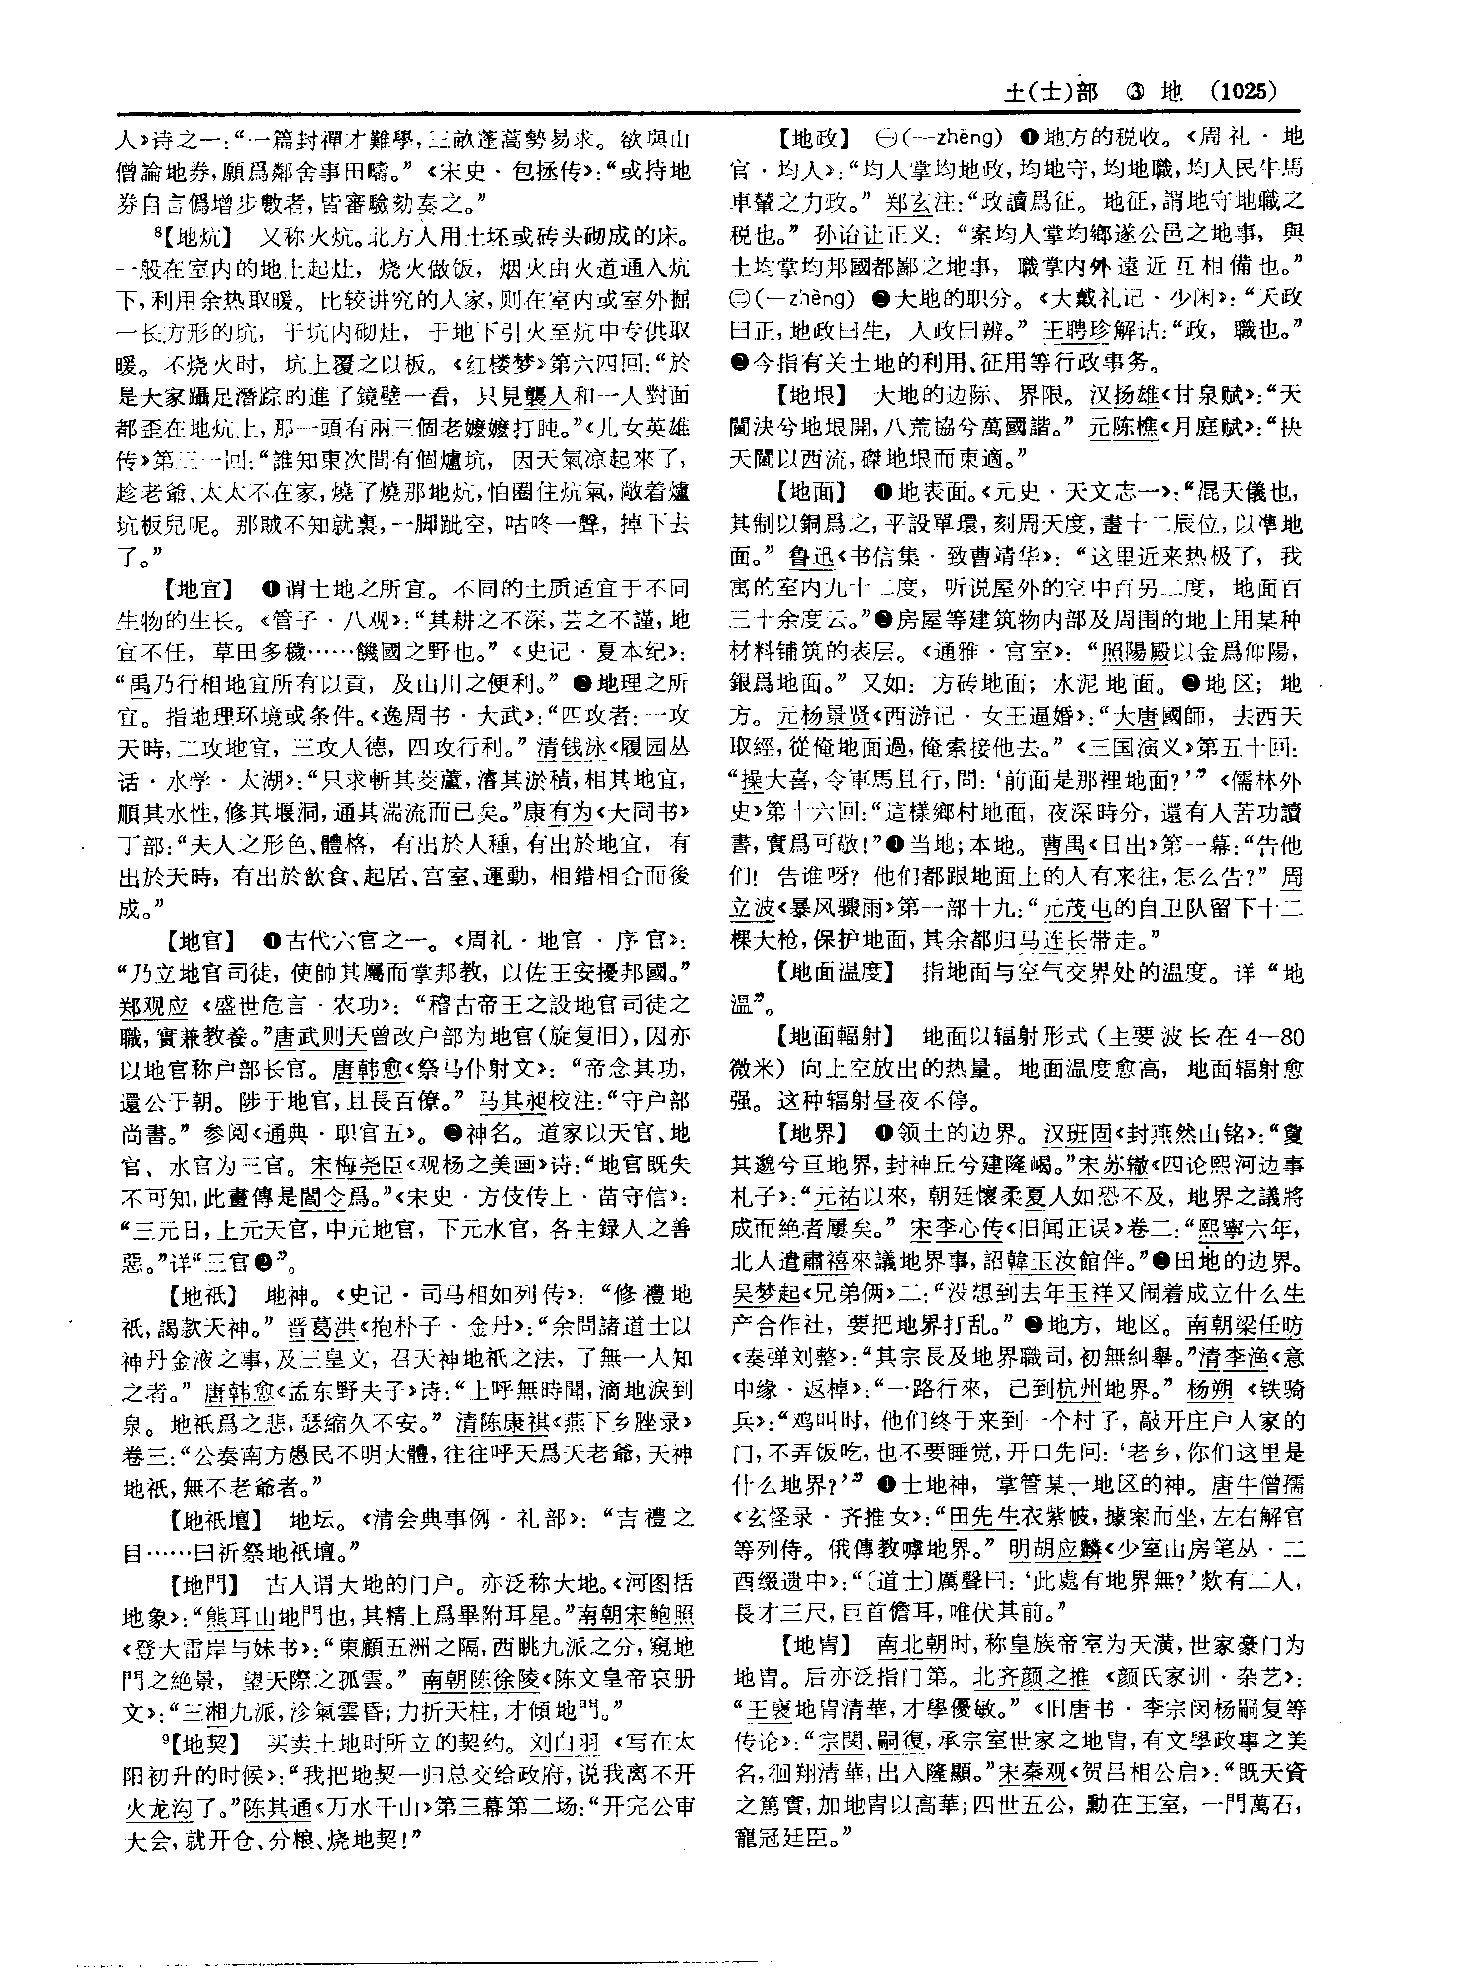 土(士)部 ③ 地 (1025)
人》诗之一:“一篇封禪才難學,三畝蓬蒿勢易求。欲與山
僧論地券,願爲鄰舍事田疇。”《宋史·包拯传》:“或持地
券自言僞增步數者,皆審驗劾奏之。”
8【地炕】 又称火炕。北方人用土坯或砖头砌成的床。
一般在室内的地上起灶,烧火做饭,烟火由火道通入炕
下,利用余热取暖。比较讲究的人家,则在室内或室外掘
一长方形的坑,于坑内砌灶,于地下引火至炕中专供取
暖。不烧火时,坑上覆之以板。《红楼梦》第六四回:“於
是大家躡足潛踪的進了鏡壁一看,只見襲人和一人對面
都歪在地炕上,那一頭有兩三個老嬤嬤打盹。”《儿女英雄
传》第三一回:“誰知東次間有個爐坑,因天氣凉起來了,
趁老爺、太太不在家,燒了燒那地炕,怕圈住炕氣,敞着爐
坑板兒呢。那賊不知就裏,一脚跐空,咕咚一聲,掉下去
了。”
【地宜】 ❶谓土地之所宜。不同的土质适宜于不同
生物的生长。《管子·八观》:“其耕之不深,芸之不謹,地
宜不任,草田多穢……饑國之野也。”《史记·夏本纪》:
“禹乃行相地宜所有以貢,及山川之便利。”❷地理之所
宜。指地理环境或条件。《逸周书·大武》:“四攻者:一攻
天時,二攻地宜,三攻人德,四攻行利。”清钱泳《履园丛
话·水学·太湖》:“只求斬其茭蘆,濬其淤積,相其地宜,
順其水性,修其堰洞,通其湍流而已矣。”康有为《大同书》
丁部:“夫人之形色、體格,有出於人種,有出於地宜,有
出於天時,有出於飲食、起居、宫室、運動,相錯相合而後
成。”
【地官】 ❶古代六官之一。《周礼·地官·序官》:
“乃立地官司徒,使帥其屬而掌邦教,以佐王安擾邦國。”
郑观应《盛世危言·农功》:“稽古帝王之設地官司徒之
職,實兼教養。”唐武则天曾改户部为地官(旋复旧),因亦
以地官称户部长官。唐韩愈《祭马仆射文》:“帝念其功,
還公于朝。陟于地官,且長百僚。”马其昶校注:“守户部
尚書。”参阅《通典·职官五》。❷神名。道家以天官、地
官、水官为三官。宋梅尧臣《观杨之美画》诗:“地官既失
不可知,此畫傳是閻令爲。”《宋史·方伎传上·苗守信》:
“三元日,上元天官,中元地官,下元水官,各主録人之善
惡。”详“三官❷”。
【地祇】 地神。《史记·司马相如列传》:“修禮地
祇,謁款天神。”晋葛洪《抱朴子·金丹》:“余問諸道士以
神丹金液之事,及三皇文,召天神地祇之法,了無一人知
之者。”唐韩愈《孟东野失子》诗:“上呼無時聞,滴地淚到
泉。地祇爲之悲,瑟縮久不安。”清陈康祺《燕下乡脞录》
卷三:“公奏南方愚民不明大體,往往呼天爲天老爺,天神
地祇,無不老爺者。”
【地祇壇】 地坛。《清会典事例·礼部》:“吉禮之
目……曰祈祭地祇壇。”
【地門】 古人谓大地的门户。亦泛称大地。《河图括
地象》:“熊耳山地門也,其精上爲畢附耳星。”南朝宋鲍照
《登大雷岸与妹书》:“東顧五洲之隔,西眺九派之分,窺地
門之絶景,望天際之孤雲。”南朝陈徐陵《陈文皇帝哀册
文》:“三湘九派,沴氣雲昏;力折天柱,才傾地門。”
9【地契】 买卖土地时所立的契约。刘白羽《写在太
阳初升的时候》:“我把地契一归总交给政府,说我离不开
火龙沟了。”陈其通《万水千山》第三幕第二场:“开完公审
大会,就开仓、分粮、烧地契!”
【地政】 ㊀(—zhēng) ❶地方的税收。《周礼·地
官·均人》:“均人掌均地政,均地守,均地職,均人民牛馬
車輦之力政。”郑玄注:“政讀爲征。地征,謂地守地職之
税也。”孙诒让正义:“案均人掌均鄉遂公邑之地事,與
土均掌均邦國都鄙之地事,職掌内外遠近互相備也。”
㊁(—zhèng) ❷大地的职分。《大戴礼记·少闲》:“天政
曰正,地政曰生,人政曰辨。”王聘珍解诂:“政,職也。”
❷今指有关土地的利用、征用等行政事务。
【地垠】 大地的边际、界限。汉扬雄《甘泉赋》:“天
閫決兮地垠開,八荒協兮萬國諧。”元陈樵《月庭赋》:“抉
天閫以西流,磔地垠而東適。”
【地面】 ❶地表面。《元史·天文志一》:“混天儀也,
其制以銅爲之,平設單環,刻周天度,畫十二辰位,以準地
面。”鲁迅《书信集·致曹靖华》:“这里近来热极了,我
寓的室内九十二度,听说屋外的空中百另二度,地面百
三十余度云。”❷房屋等建筑物内部及周围的地上用某种
材料铺筑的表层。《通雅·宫室》:“照陽殿以金爲仰陽,
銀爲地面。”又如:方砖地面;水泥地面。❸地区;地
方。元杨景贤《西游记·女王逼婚》:“大唐國師,去西天
取經,從俺地面過,俺索接他去。”《三国演义》第五十回:
“操大喜,令軍馬且行,問:‘前面是那裡地面?’”《儒林外
史》第十六回:“這樣鄉村地面,夜深時分,還有人苦功讀
書,實爲可敬!”❹当地;本地。曹禺《日出》第一幕:“告他
们!告谁呀?他们都跟地面上的人有来往,怎么告?”周
立波《暴风骤雨》第一部十九:“元茂屯的自卫队留下十二
棵大枪,保护地面,其余都归马连长带走。”
【地面温度】 指地面与空气交界处的温度。详“地
温”。
【地面輻射】 地面以辐射形式(主要波长在4—80
微米)向上空放出的热量。地面温度愈高,地面辐射愈
强。这种辐射昼夜不停。
【地界】 ❶领土的边界。汉班固《封燕然山铭》:“敻
其邈兮亘地界,封神丘兮建隆嵑。”宋苏辙《四论熙河边事
札子》:“元祐以來,朝廷懷柔夏人如恐不及,地界之議將
成而絶者屢矣。”宋李心传《旧闻正误》卷二:“熙寧六年,
北人遣蕭禧來議地界事,詔韓玉汝館伴。”❷田地的边界。
吴梦起《兄弟俩》二:“没想到去年玉祥又闹着成立什么生
产合作社,要把地界打乱。”❸地方,地区。南朝梁任昉
《奏弹刘整》:“其宗長及地界職司,初無糾舉。”清李渔《意
中缘·返棹》:“一路行來,已到杭州地界。”杨朔《铁骑
兵》:“鸡叫时,他们终于来到一个村子,敲开庄户人家的
门,不弄饭吃,也不要睡觉,开口先问:‘老乡,你们这里是
什么地界?’”❹土地神,掌管某一地区的神。唐牛僧孺
《玄怪录·齐推女》:“田先生衣紫帔,據案而坐,左右解官
等列侍。俄傳教嘑地界。”明胡应麟《少室山房笔丛·二
酉缀遗中》:“〔道士〕厲聲曰:‘此處有地界無?’欻有二人,
長才三尺,巨首儋耳,唯伏其前。”
【地胄】 南北朝时,称皇族帝室为天潢,世家豪门为
地胄。后亦泛指门第。北齐颜之推《颜氏家训·杂艺》:
“王褒地胄清華,才學優敏。”《旧唐书·李宗闵杨嗣复等
传论》:“宗閔、嗣復,承宗室世家之地胄,有文學政事之美
名,徊翔清華,出入隆顯。”宋秦观《贺吕相公启》:“既天資
之篤實,加地胄以高華;四世五公,勳在王室,一門萬石,
寵冠廷臣。”